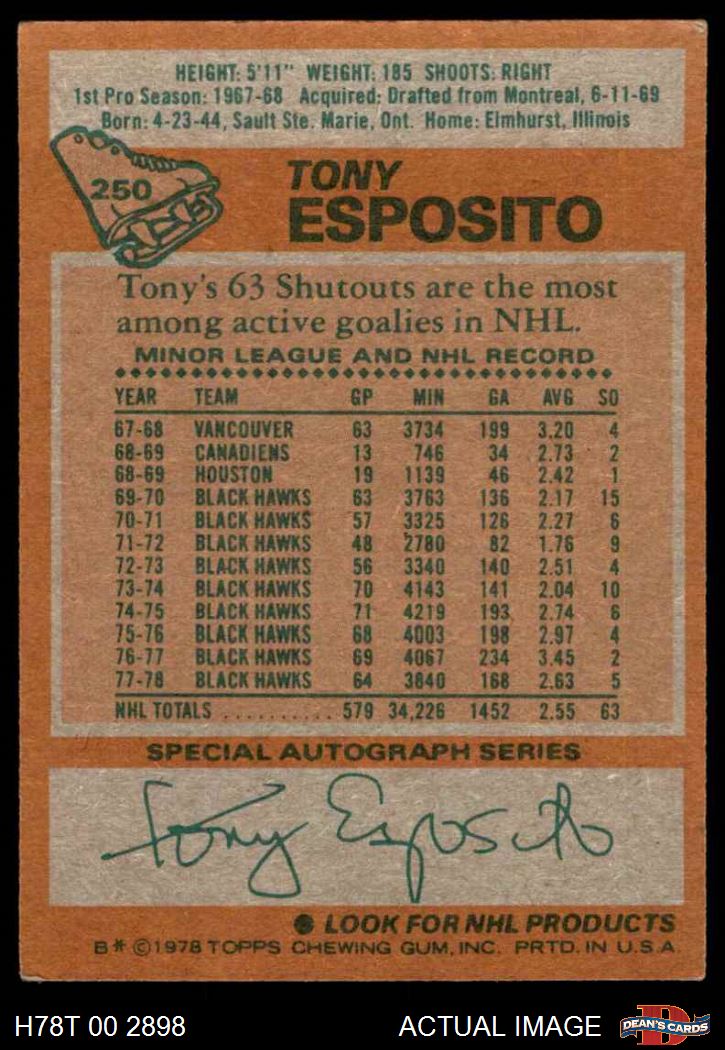 HEIGHT: 5'11" WEIGHT: 185 SHOOTS: RIGHT
1st Pro Season: 1967-68 Acquired: Drafted from Montreal, 6-11-69
Born: 4-23-44, Sault Ste. Marie, Ont. Home: Elmhurst, Illinois
250
TONY
ESPOSITO
Tony's 63 Shutouts are the most
among active goalies in NHL.
MINOR LEAGUE AND NHL RECORD
YEAR TEAM GP MIN GA AVG SO
67-68 VANCOUVER 63 3734 199 3.20 4
68-69 CANADIENS 13 746 34 2.73 2
68-69 HOUSTON 19 1139 46 2.42 1
69-70 BLACK HAWKS 63 3763 136 2.17 15
70-71 BLACK HAWKS 57 3325 126 2.27 6
71-72 BLACK HAWKS 48 2780 82 1.76 9
72-73 BLACK HAWKS 56 3340 140 2.51 4
73-74 BLACK HAWKS 70 4143 141 2.04 10
74-75 BLACK HAWKS 71 4219 193 2.74 6
75-76 BLACK HAWKS 68 4003 198 2.97 4
76-77 BLACK HAWKS 69 4067 234 3.45 2
77-78 BLACK HAWKS 64 3840 168 2.63 5
NHL TOTALS .......... 579 34,226 1452 2.55 63
SPECIAL AUTOGRAPH SERIES
Tony Esposito
● LOOK FOR NHL PRODUCTS
B* ©1978 TOPPS CHEWING GUM, INC. PRTD. IN U.S.A.
H78T 00 2898 ACTUAL IMAGE D DEAN'S CARDS